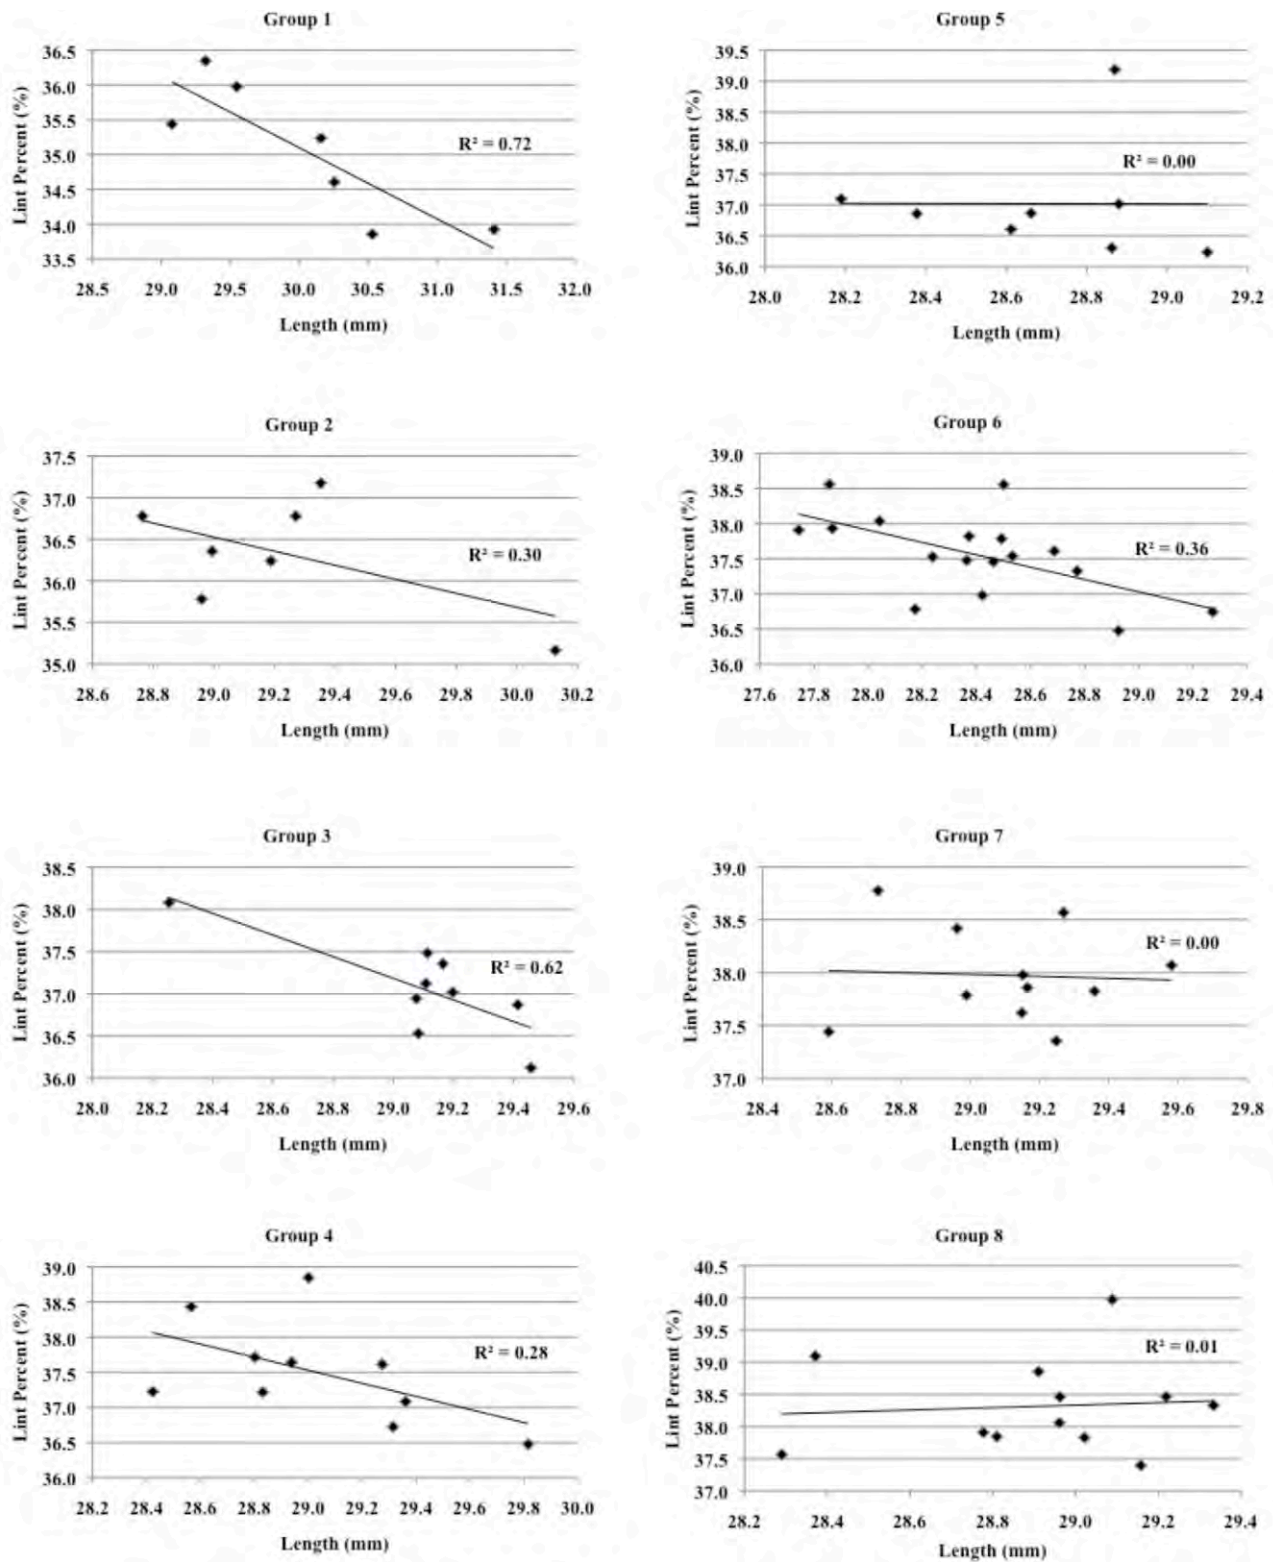 Group 1
Lint Percent (%)
36.5
36.0
35.5
35.0
34.5
34.0
33.5
R² = 0.72
28.5 29.0 29.5 30.0 30.5 31.0 31.5 32.0
Length (mm)
Group 5
Lint Percent (%)
39.5
39.0
38.5
38.0
37.5
37.0
36.5
36.0
R² = 0.00
28.0 28.2 28.4 28.6 28.8 29.0 29.2
Length (mm)
Group 2
Lint Percent (%)
37.5
37.0
36.5
36.0
35.5
35.0
R² = 0.30
28.6 28.8 29.0 29.2 29.4 29.6 29.8 30.0 30.2
Length (mm)
Group 6
Lint Percent (%)
39.0
38.5
38.0
37.5
37.0
36.5
36.0
R² = 0.36
27.6 27.8 28.0 28.2 28.4 28.6 28.8 29.0 29.2 29.4
Length (mm)
Group 3
Lint Percent (%)
38.5
38.0
37.5
37.0
36.5
36.0
R² = 0.62
28.0 28.2 28.4 28.6 28.8 29.0 29.2 29.4 29.6
Length (mm)
Group 7
Lint Percent (%)
39.0
38.5
38.0
37.5
37.0
R² = 0.00
28.4 28.6 28.8 29.0 29.2 29.4 29.6 29.8
Length (mm)
Group 4
Lint Percent (%)
39.0
38.5
38.0
37.5
37.0
36.5
36.0
R² = 0.28
28.2 28.4 28.6 28.8 29.0 29.2 29.4 29.6 29.8 30.0
Length (mm)
Group 8
Lint Percent (%)
40.5
40.0
39.5
39.0
38.5
38.0
37.5
37.0
R² = 0.01
28.2 28.4 28.6 28.8 29.0 29.2 29.4
Length (mm)